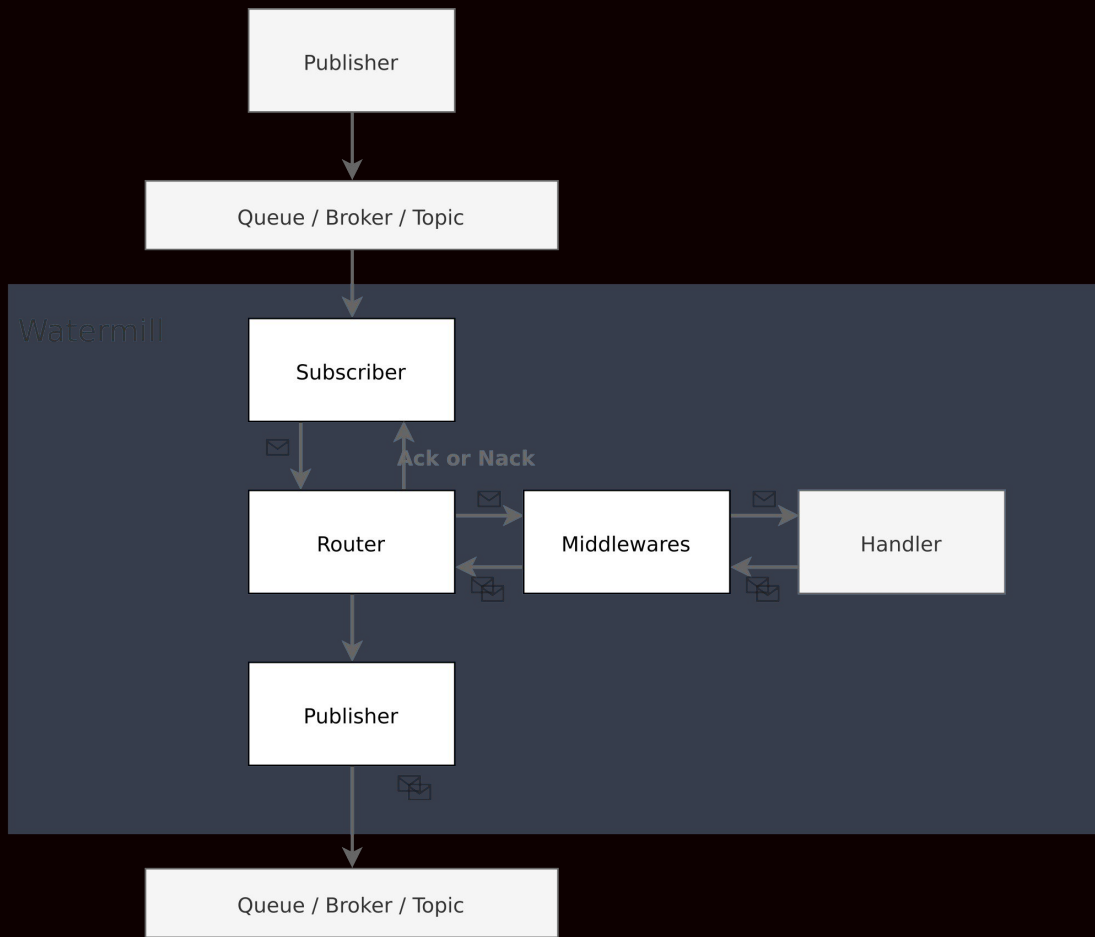 Publisher
Queue / Broker / Topic
Watermill
Subscriber
Ack or Nack
Router
Middlewares
Handler
Publisher
Queue / Broker / Topic